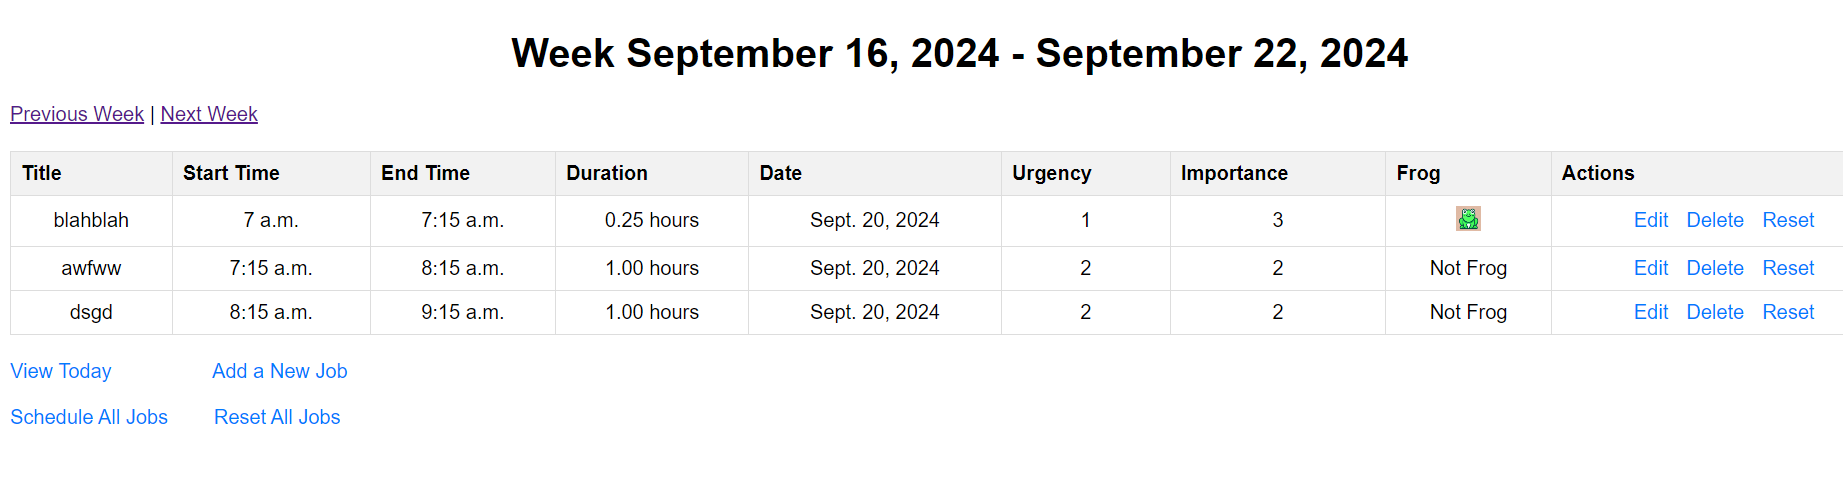 Week September 16, 2024 - September 22, 2024
Previous Week | Next Week
Title Start Time End Time Duration Date Urgency Importance Frog Actions
blahblah 7 a.m. 7:15 a.m. 0.25 hours Sept. 20, 2024 1 3 Edit Delete Reset
awfww 7:15 a.m. 8:15 a.m. 1.00 hours Sept. 20, 2024 2 2 Not Frog Edit Delete Reset
dsgd 8:15 a.m. 9:15 a.m. 1.00 hours Sept. 20, 2024 2 2 Not Frog Edit Delete Reset
View Today Add a New Job
Schedule All Jobs Reset All Jobs